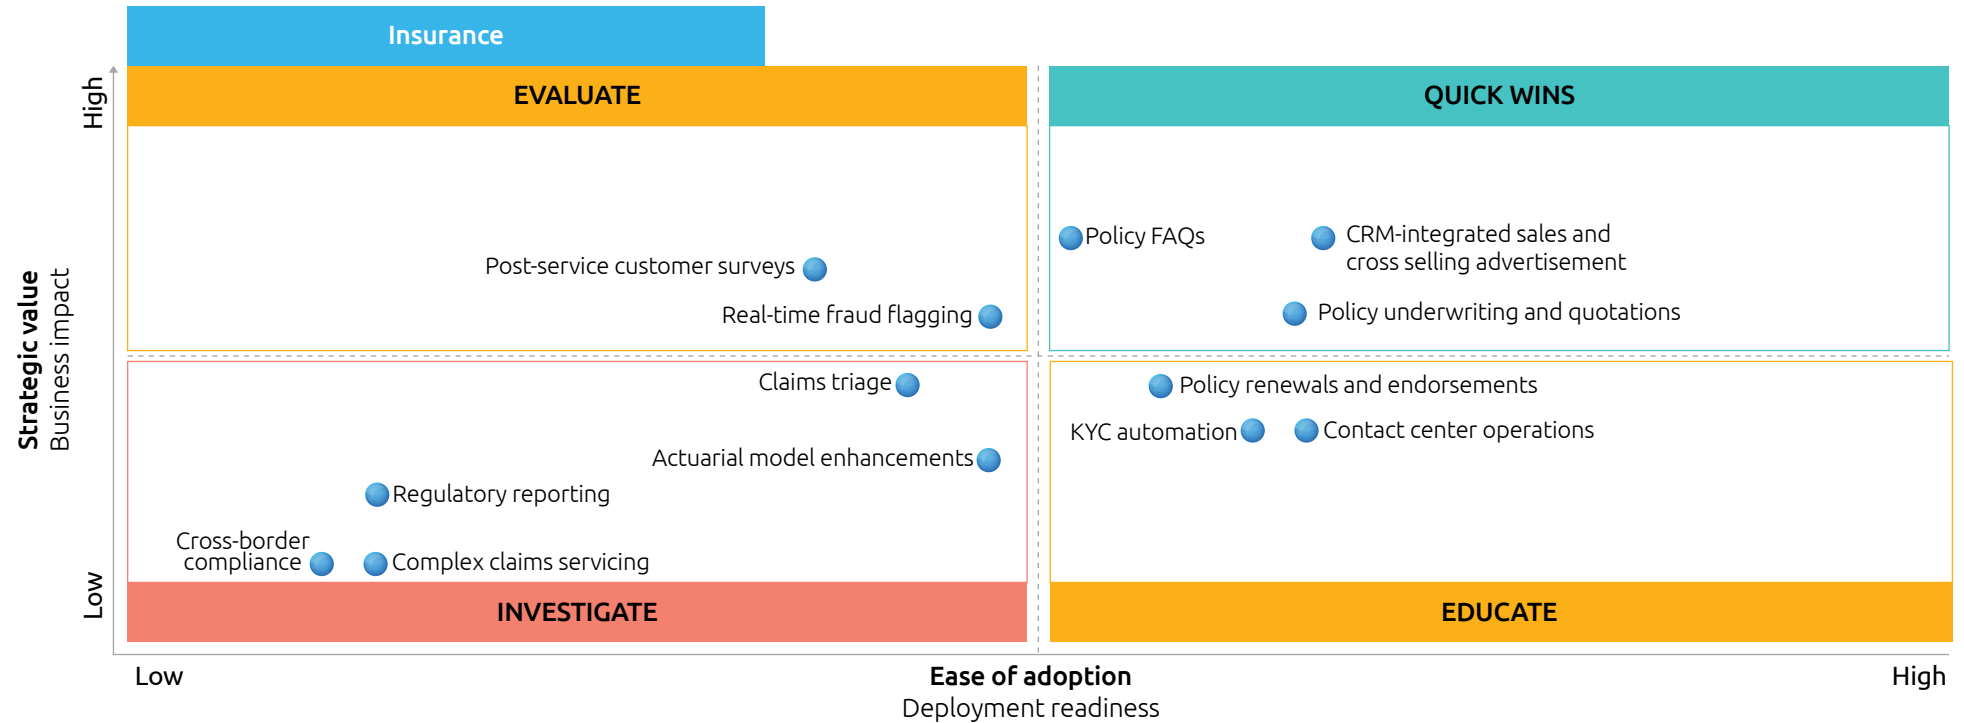 Insurance
EVALUATE
QUICK WINS
High
Policy FAQs
CRM-integrated sales and
cross selling advertisement
Post-service customer surveys
Real-time fraud flagging
Policy underwriting and quotations
Strategic value
Business impact
Claims triage
Policy renewals and endorsements
KYC automation
Contact center operations
Actuarial model enhancements
Regulatory reporting
Cross-border
compliance
Complex claims servicing
Low
INVESTIGATE
EDUCATE
Low
Ease of adoption
High
Deployment readiness